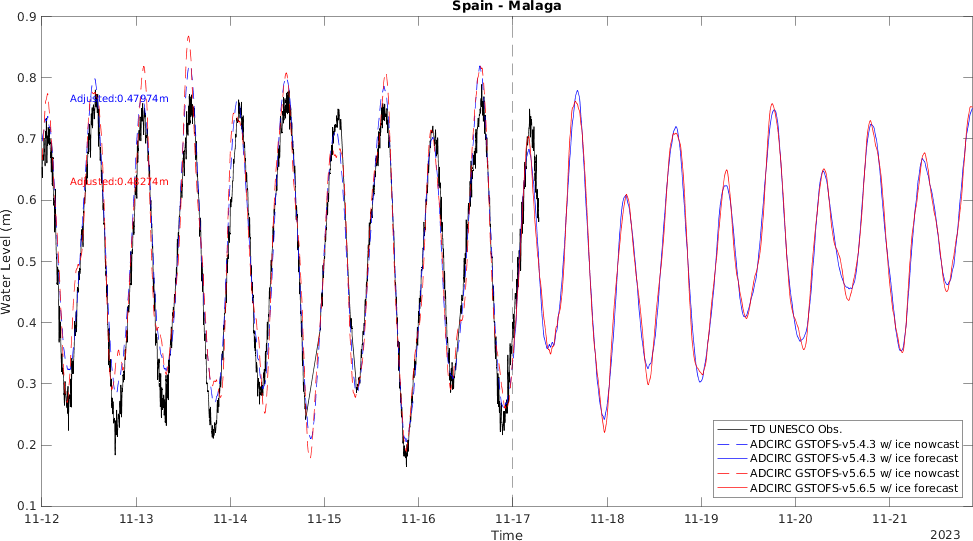 Spain - Malaga
0.9
0.8
0.7
0.6
0.5
0.4
0.3
0.2
0.1
Water Level (m)
Adjusted:0.47974m
Adjusted:0.48274m
TD UNESCO Obs.
ADCIRC GSTOFS-v5.4.3 w/ ice nowcast
ADCIRC GSTOFS-v5.4.3 w/ ice forecast
ADCIRC GSTOFS-v5.6.5 w/ ice nowcast
ADCIRC GSTOFS-v5.6.5 w/ ice forecast
11-12 11-13 11-14 11-15 11-16 11-17 11-18 11-19 11-20 11-21
Time
2023